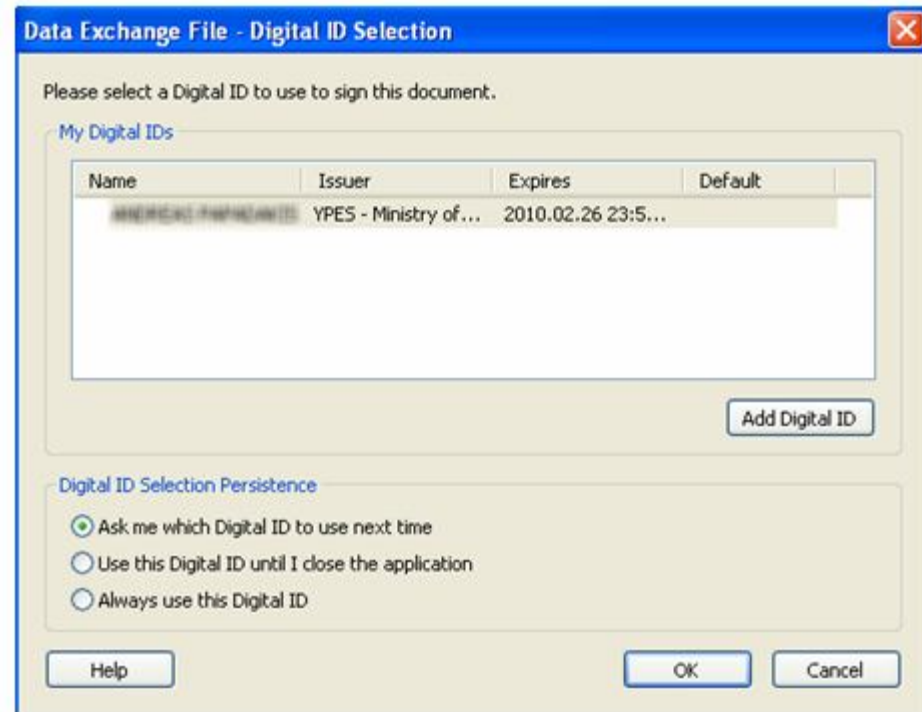 Data Exchange File - Digital ID Selection
Please select a Digital ID to use to sign this document.
My Digital IDs
Name Issuer Expires Default
YPES - Ministry of... 2010.02.26 23:5...
Add Digital ID
Digital ID Selection Persistence
Ask me which Digital ID to use next time
Use this Digital ID until I close the application
Always use this Digital ID
Help OK Cancel